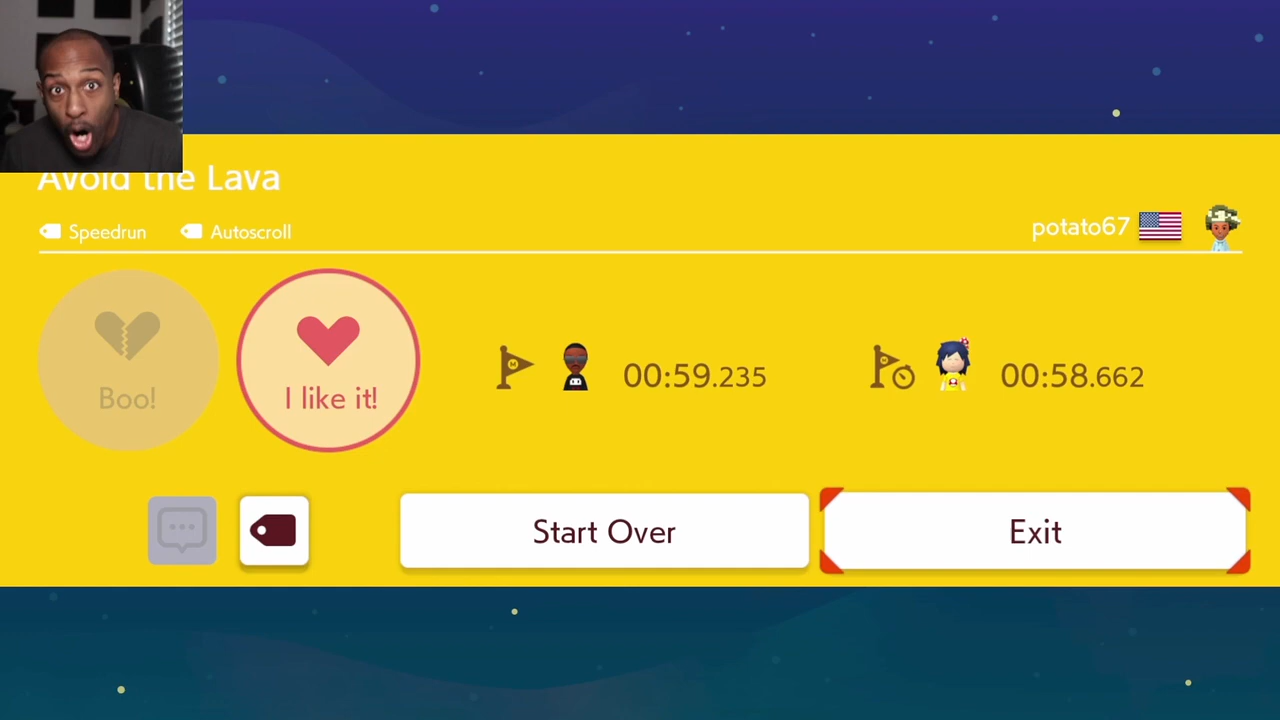 Avoid the Lava
Speedrun Autoscroll
potato67
Boo!
I like it!
00:59.235
00:58.662
Start Over
Exit